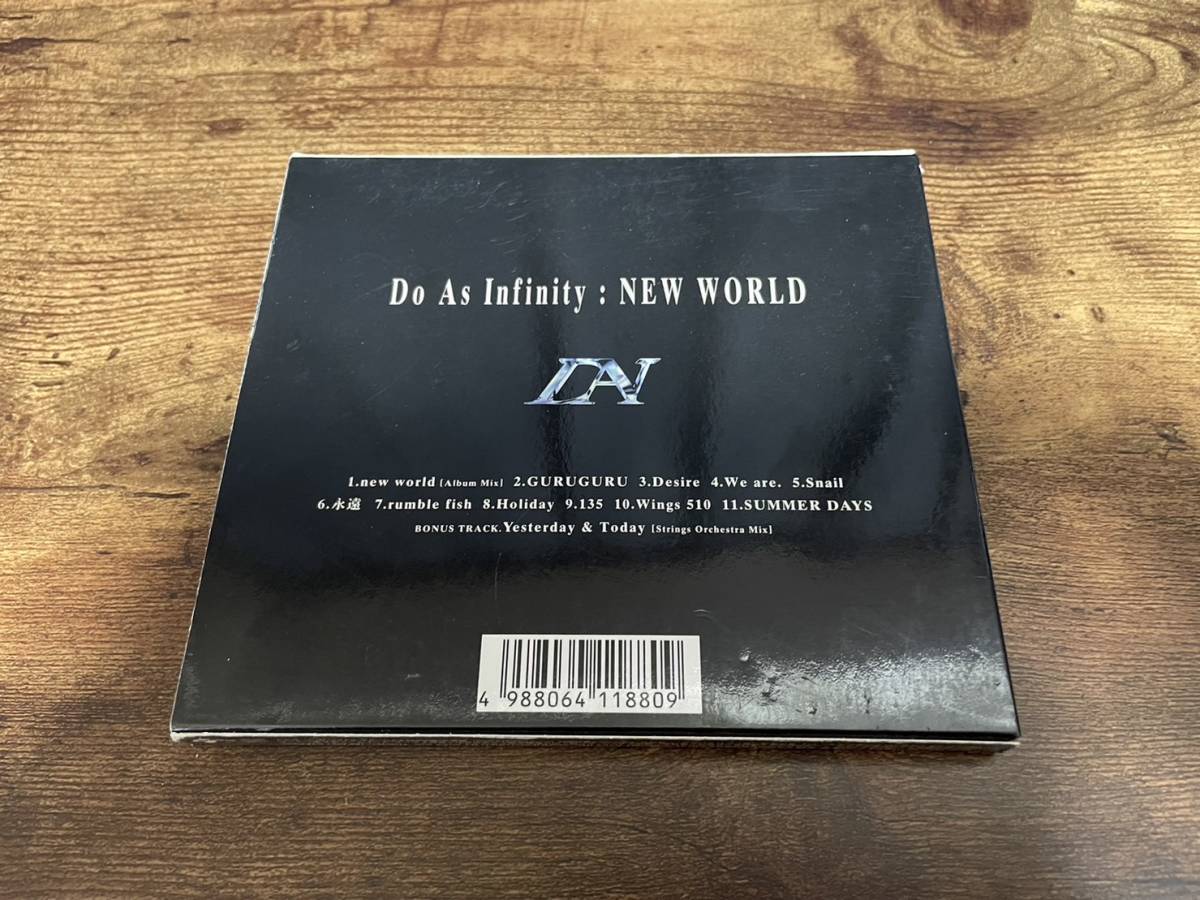 Do As Infinity : NEW WORLD
DAI
1.new world [Album Mix] 2.GURUGURU 3.Desire 4.We are. 5.Snail
6.永遠 7.rumble fish 8.Holiday 9.135 10.Wings 510 11.SUMMER DAYS
BONUS TRACK.Yesterday & Today [Strings Orchestra Mix]
4 988064 118809